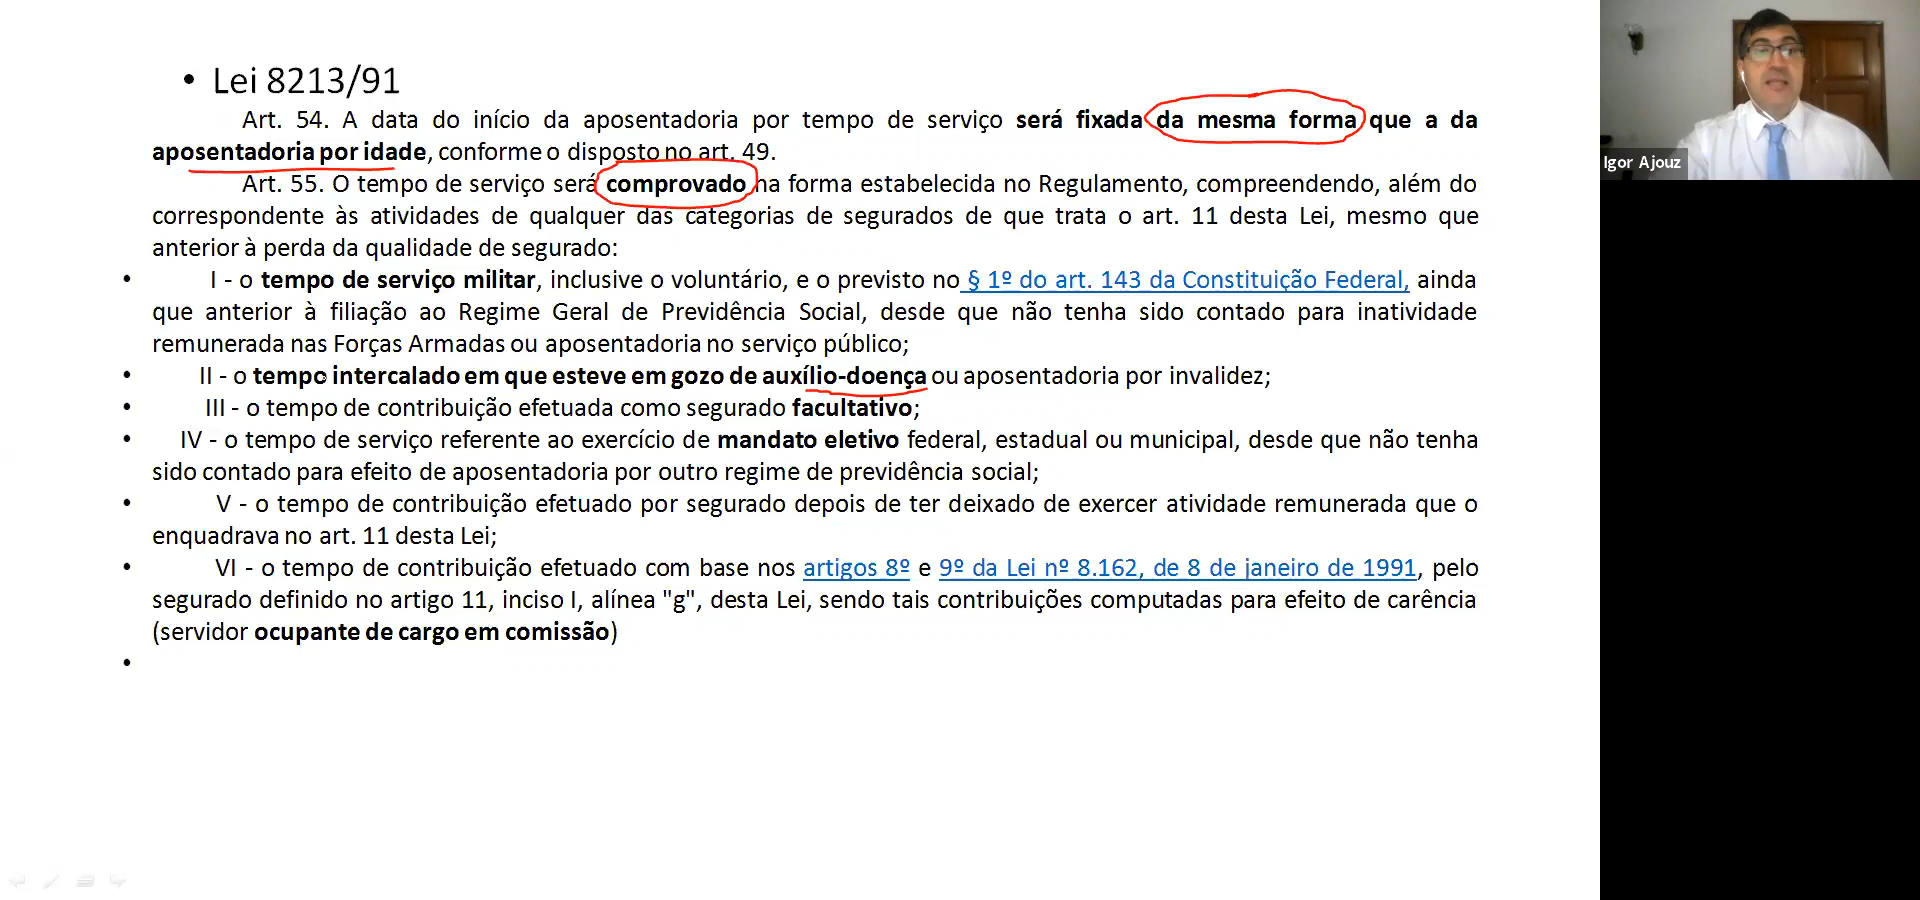 • Lei 8213/91
Art. 54. A data do início da aposentadoria por tempo de serviço será fixada da mesma forma que a da
aposentadoria por idade, conforme o disposto no art. 49.
Art. 55. O tempo de serviço será comprovado na forma estabelecida no Regulamento, compreendendo, além do
correspondente às atividades de qualquer das categorias de segurados de que trata o art. 11 desta Lei, mesmo que
anterior à perda da qualidade de segurado:
• I - o tempo de serviço militar, inclusive o voluntário, e o previsto no § 1º do art. 143 da Constituição Federal, ainda
que anterior à filiação ao Regime Geral de Previdência Social, desde que não tenha sido contado para inatividade
remunerada nas Forças Armadas ou aposentadoria no serviço público;
• II - o tempo intercalado em que esteve em gozo de auxílio-doença ou aposentadoria por invalidez;
• III - o tempo de contribuição efetuada como segurado facultativo;
• IV - o tempo de serviço referente ao exercício de mandato eletivo federal, estadual ou municipal, desde que não tenha
sido contado para efeito de aposentadoria por outro regime de previdência social;
• V - o tempo de contribuição efetuado por segurado depois de ter deixado de exercer atividade remunerada que o
enquadrava no art. 11 desta Lei;
• VI - o tempo de contribuição efetuado com base nos artigos 8º e 9º da Lei nº 8.162, de 8 de janeiro de 1991, pelo
segurado definido no artigo 11, inciso I, alínea "g", desta Lei, sendo tais contribuições computadas para efeito de carência
(servidor ocupante de cargo em comissão)
•
Igor Ajouz